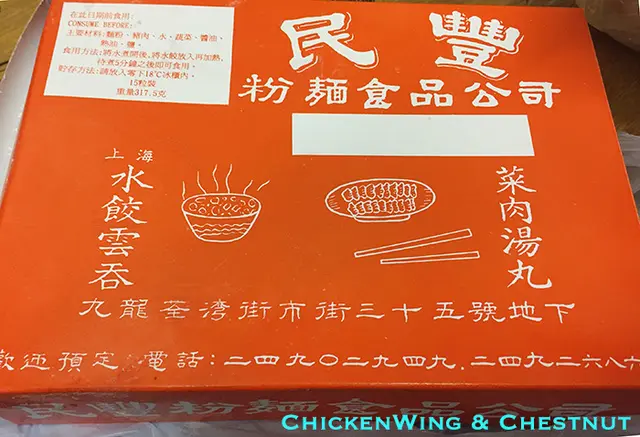 在此日期前食用:
CONSUME BEFORE:
主要材料: 麵粉、豬肉、水、蔬菜、醬油、
熟油、鹽。
食用方法: 將水煮開後, 將水餃放入再加熱,
待煮5分鐘之後即可食用。
貯存方法: 請放入零下18℃冰櫃內。
15粒裝
重量317.5克
民豐
粉麵食品公司
上海
水餃雲吞
菜肉湯丸
九龍荃灣街市街三十五號地下
歡迎預定 電話:二四九〇二九四九.二四九二六八六
民豐粉麵食品公司
CHICKENWING & CHESTNUT